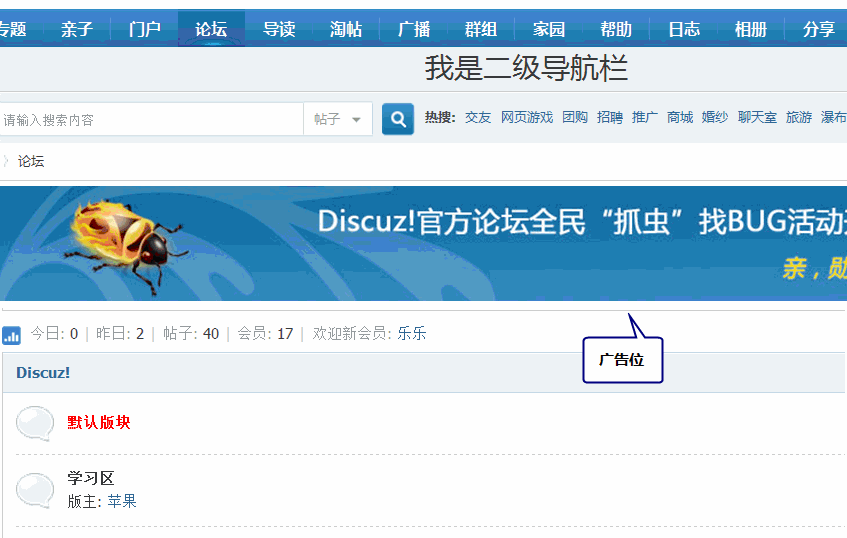 专题 亲子 门户 论坛 导读 淘帖 广播 群组 家园 帮助 日志 相册 分享
我是二级导航栏
请输入搜索内容 帖子 热搜: 交友 网页游戏 团购 招聘 推广 商城 婚纱 聊天室 旅游 瀑布
〉 论坛
Discuz!官方论坛全民“抓虫”找BUG活动
亲，勋
今日: 0 | 昨日: 2 | 帖子: 40 | 会员: 17 | 欢迎新会员: 乐乐
广告位
Discuz!
默认版块
学习区
版主: 苹果